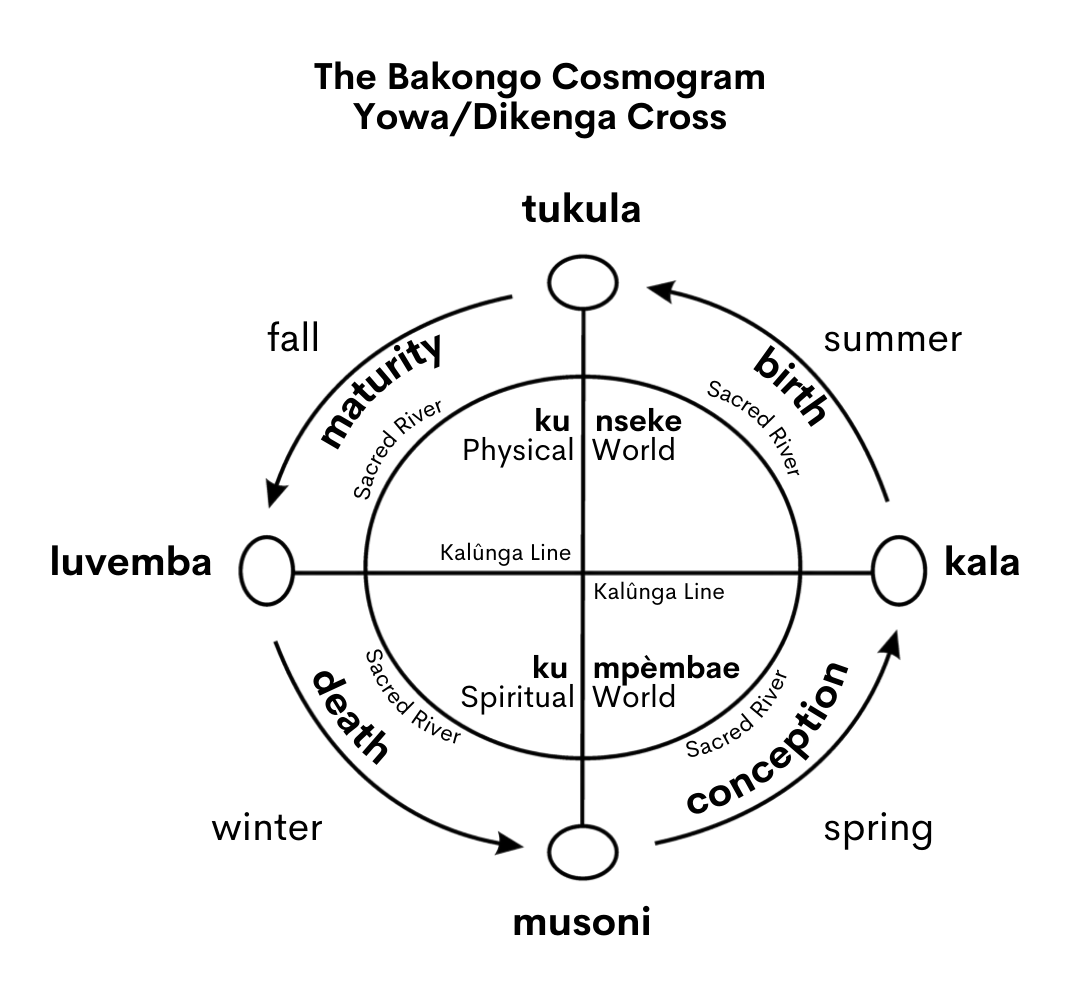 The Bakongo Cosmogram
Yowa/Dikenga Cross
tukula
fall
maturity
Sacred River
summer
birth
Sacred River
ku nseke
Physical World
luvemba
Kalûnga Line
Kalûnga Line
kala
ku mpèmbae
Spiritual World
death
Sacred River
winter
Sacred River
conception
spring
musoni